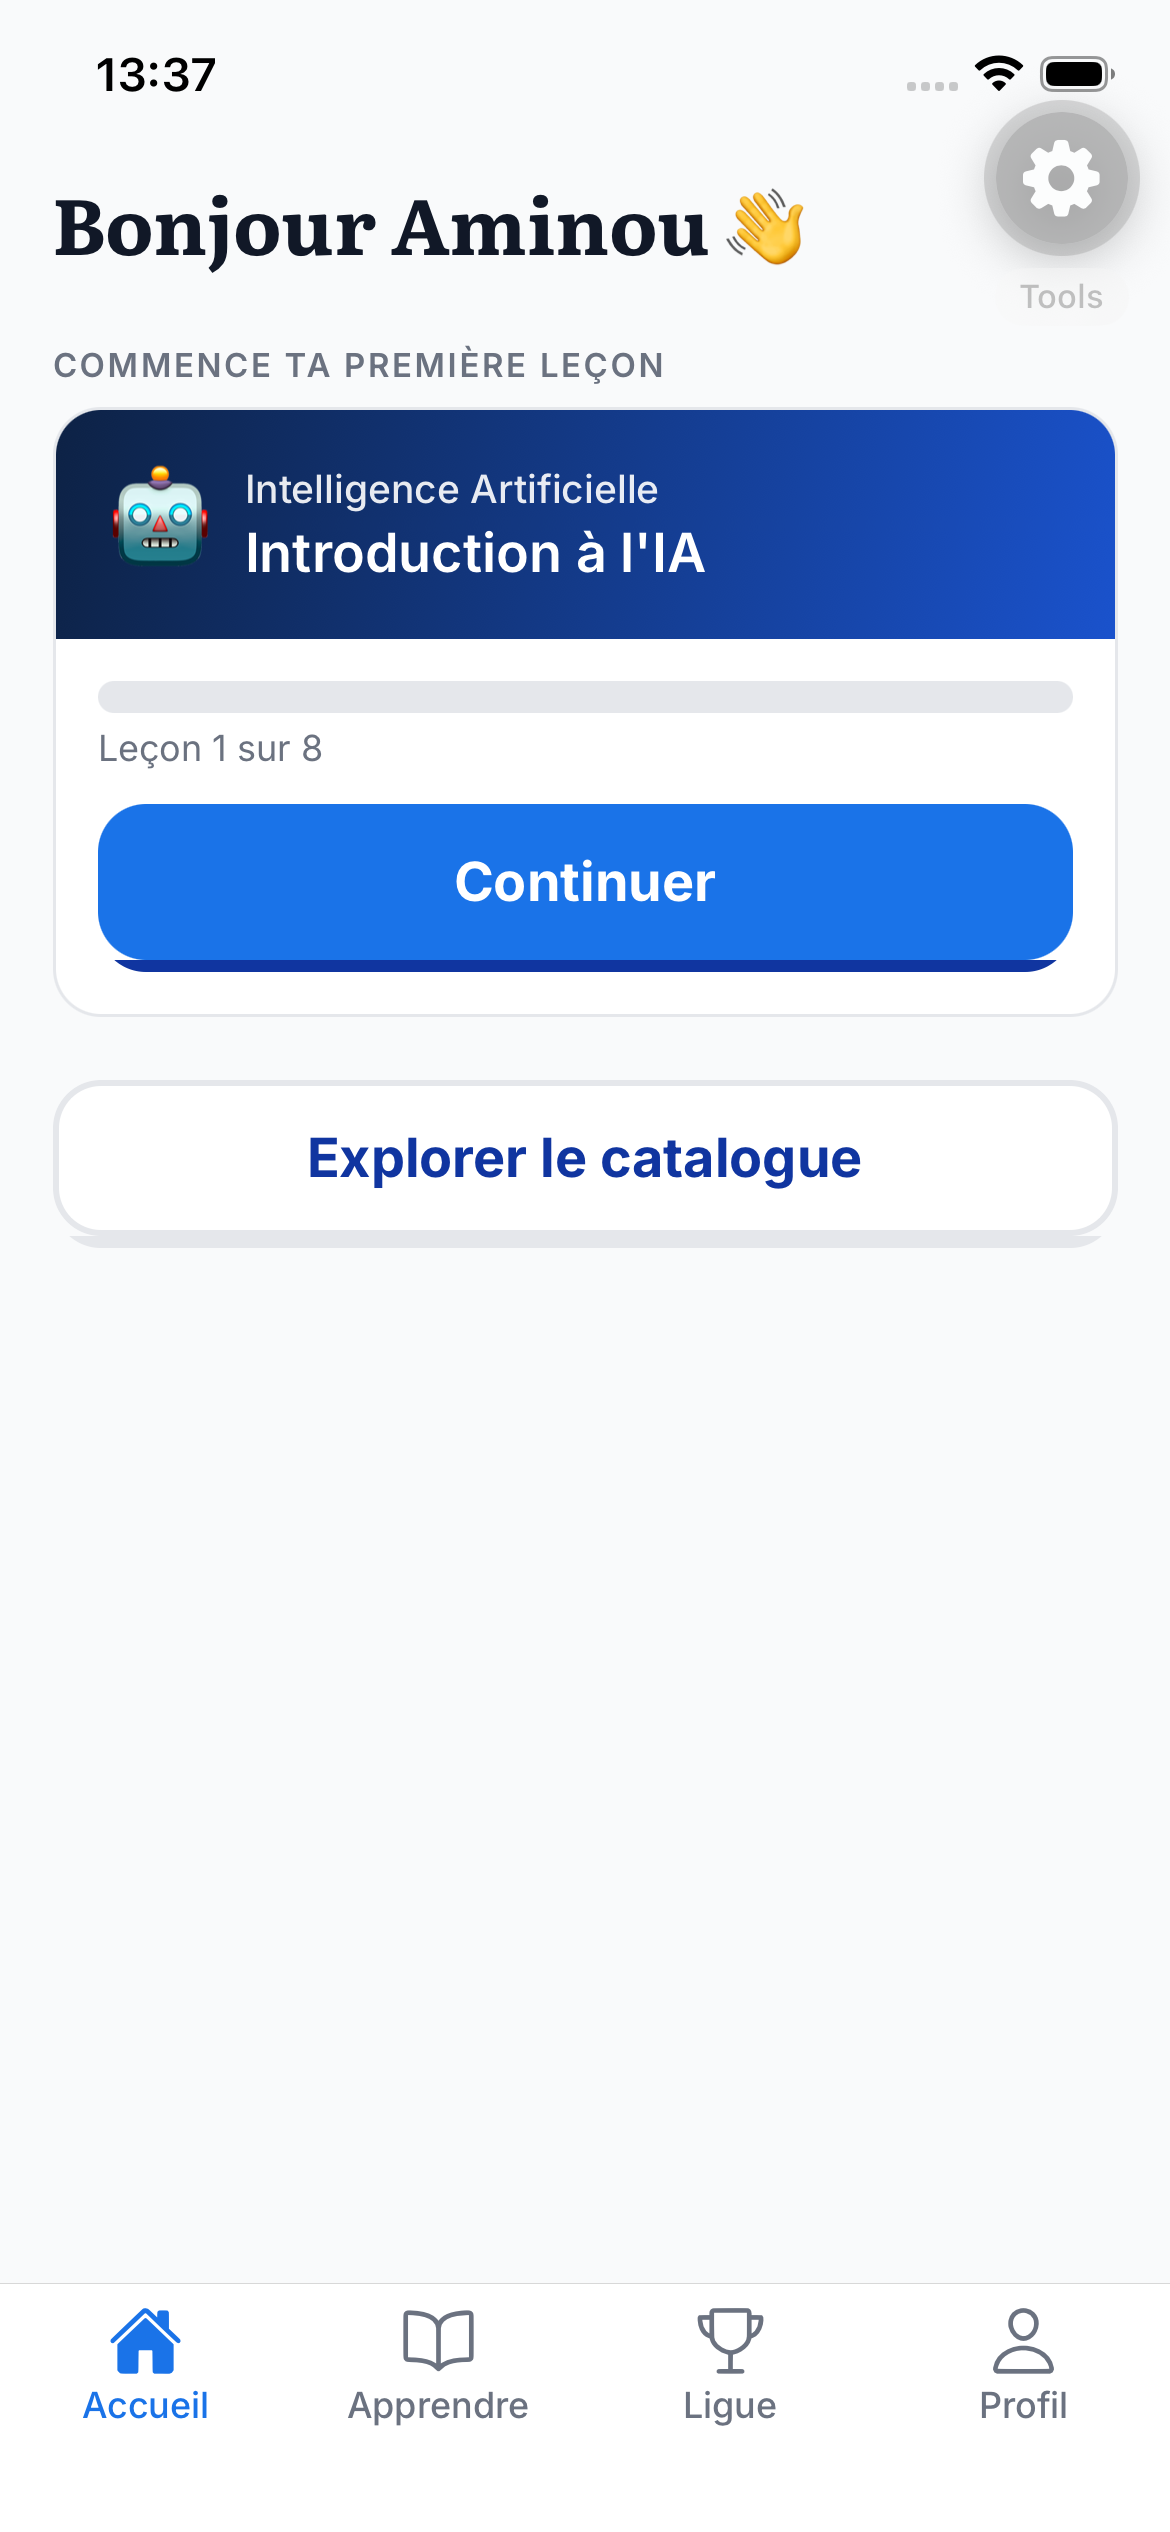 13:37
Bonjour Aminou 👋
Tools
COMMENCE TA PREMIÈRE LEÇON
Intelligence Artificielle
Introduction à l'IA
Leçon 1 sur 8
Continuer
Explorer le catalogue
Accueil
Apprendre
Ligue
Profil